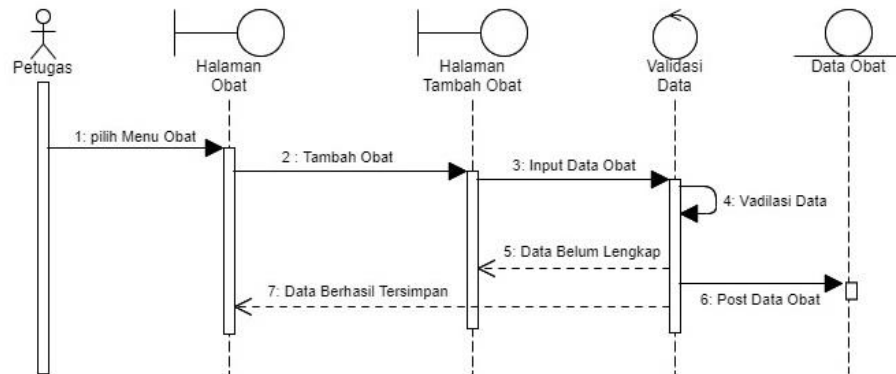 Petugas
Halaman
Obat
Halaman
Tambah Obat
Validasi
Data
Data Obat
1: pilih Menu Obat
2 : Tambah Obat
3: Input Data Obat
4: Vadilasi Data
5: Data Belum Lengkap
7: Data Berhasil Tersimpan
6: Post Data Obat